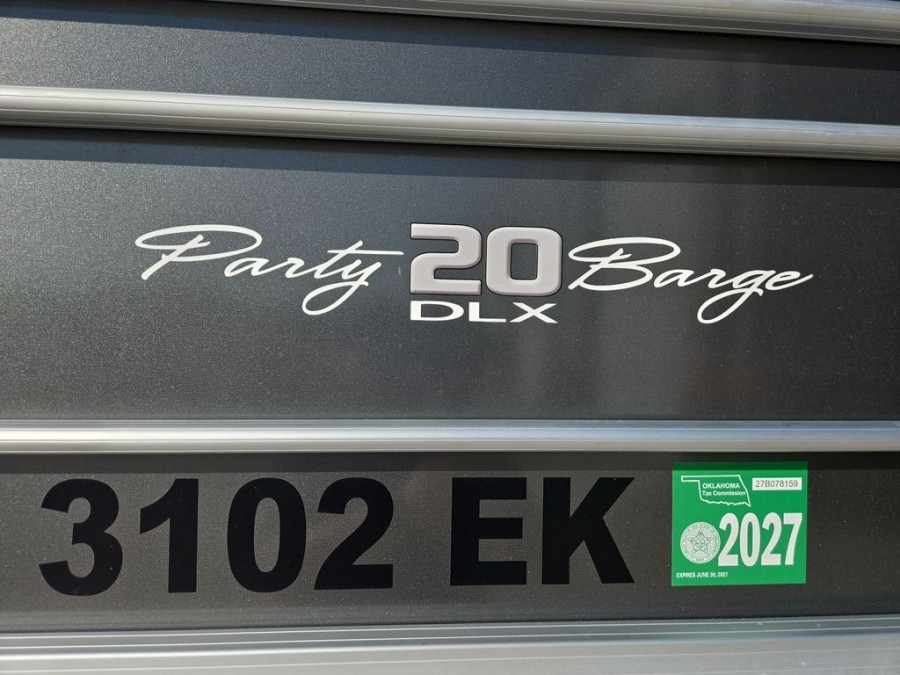 Party 20 Barge
DLX
3102 EK
OKLAHOMA
Tax Commission
27B078159
2027
EXPIRES JUNE 30, 2027